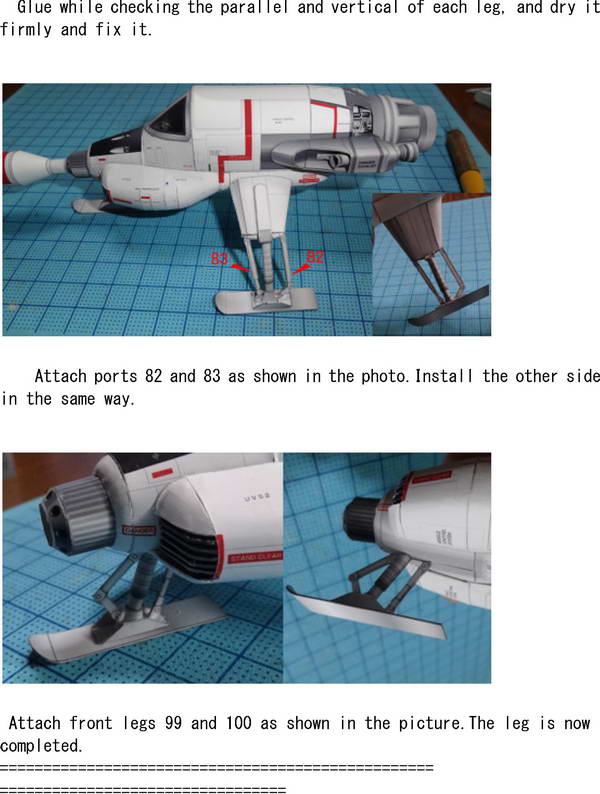 Glue while checking the parallel and vertical of each leg, and dry it
firmly and fix it.
83
82
Attach ports 82 and 83 as shown in the photo.Install the other side
in the same way.
DANGER
UVS2
STAND CLEAR
Attach front legs 99 and 100 as shown in the picture.The leg is now
completed.
==================================================
=================================